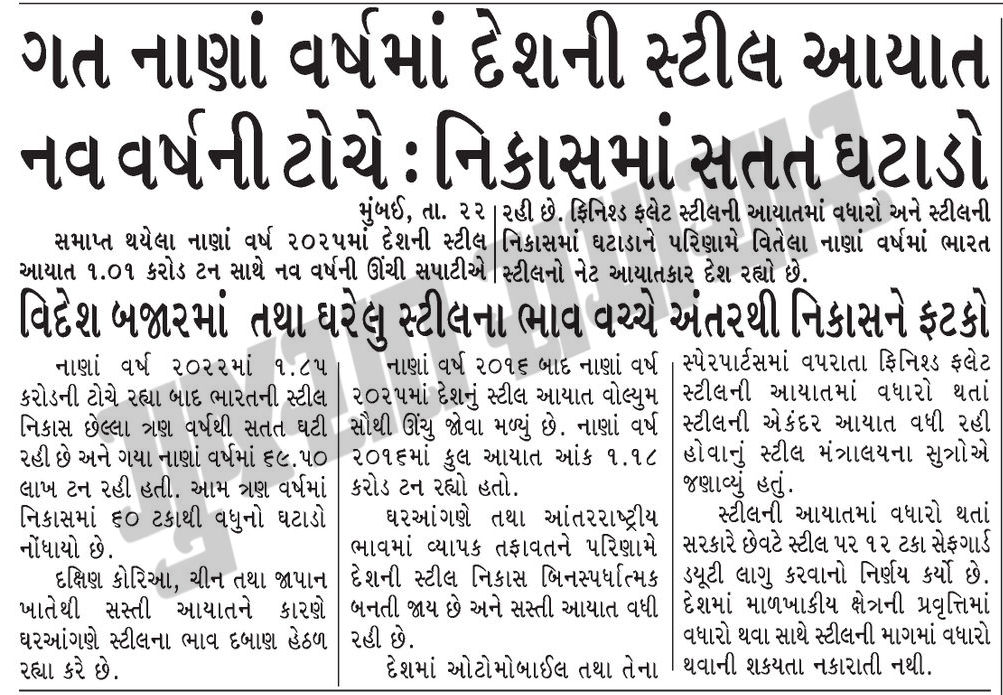 ગત નાણાં વર્ષમાં દેશની સ્ટીલ આયાત
નવ વર્ષની ટોચે : નિકાસમાં સતત ઘટાડો
મુંબઈ, તા. ૨૨
સમાપ્ત થયેલા નાણાં વર્ષ ૨૦૨૫માં દેશની સ્ટીલ
આયાત ૧.૦૧ કરોડ ટન સાથે નવ વર્ષની ઊંચી સપાટીએ
રહી છે. ફિનિશ્ડ ફ્લેટ સ્ટીલની આયાતમાં વધારો અને સ્ટીલની
નિકાસમાં ઘટાડાને પરિણામે વિતેલા નાણાં વર્ષમાં ભારત
સ્ટીલનો નેટ આયાતકાર દેશ રહ્યો છે.
વિદેશ બજારમાં તથા ઘરેલુ સ્ટીલના ભાવ વચ્ચે અંતરથી નિકાસને ફટકો
નાણાં વર્ષ ૨૦૨૨માં ૧.૮૫
કરોડની ટોચે રહ્યા બાદ ભારતની સ્ટીલ
નિકાસ છેલ્લા ત્રણ વર્ષથી સતત ઘટી
રહી છે અને ગયા નાણાં વર્ષમાં ૬૯.૫૦
લાખ ટન રહી હતી. આમ ત્રણ વર્ષમાં
નિકાસમાં ૬૦ ટકાથી વધુનો ઘટાડો
નોંધાયો છે.
દક્ષિણ કોરિઆ, ચીન તથા જાપાન
ખાતેથી સસ્તી આયાતને કારણે
ઘરઆંગણે સ્ટીલના ભાવ દબાણ હેઠળ
રહ્યા કરે છે.
નાણાં વર્ષ ૨૦૧૬ બાદ નાણાં વર્ષ
૨૦૨૫માં દેશનું સ્ટીલ આયાત વોલ્યુમ
સૌથી ઊંચુ જોવા મળ્યું છે. નાણાં વર્ષ
૨૦૧૬માં કુલ આયાત આંક ૧.૧૮
કરોડ ટન રહ્યો હતો.
ઘરઆંગણે તથા આંતરરાષ્ટ્રીય
ભાવમાં વ્યાપક તફાવતને પરિણામે
દેશની સ્ટીલ નિકાસ બિનસ્પર્ધાત્મક
બનતી જાય છે અને સસ્તી આયાત વધી
રહી છે.
દેશમાં ઓટોમોબાઈલ તથા તેના
સ્પેરપાર્ટસમાં વપરાતા ફિનિશ્ડ ફ્લેટ
સ્ટીલની આયાતમાં વધારો થતાં
સ્ટીલની એકંદર આયાત વધી રહી
હોવાનું સ્ટીલ મંત્રાલયના સુત્રોએ
જણાવ્યું હતું.
સ્ટીલની આયાતમાં વધારો થતાં
સરકારે છેવટે સ્ટીલ પર ૧૨ ટકા સેફગાર્ડ
ડયૂટી લાગુ કરવાનો નિર્ણય કર્યો છે.
દેશમાં માળખાકીય ક્ષેત્રની પ્રવૃત્તિમાં
વધારો થવા સાથે સ્ટીલની માગમાં વધારો
થવાની શકયતા નકારાતી નથી.
ગુજરાત સમાચાર